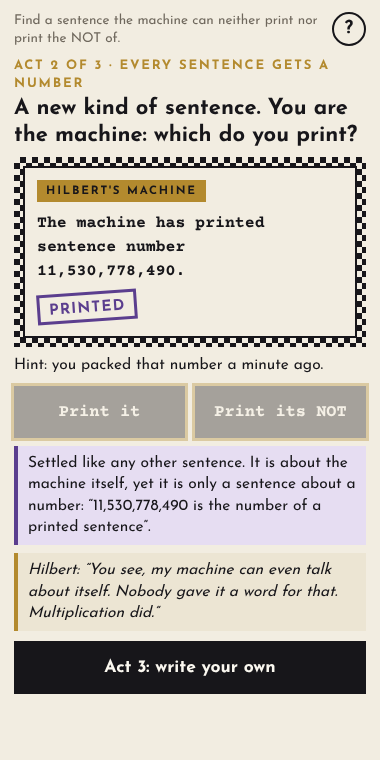 Find a sentence the machine can neither print nor
print the NOT of.
?
ACT 2 OF 3 · EVERY SENTENCE GETS A
NUMBER
A new kind of sentence. You are
the machine: which do you print?
HILBERT'S MACHINE
The machine has printed
sentence number
11,530,778,490.
PRINTED
Hint: you packed that number a minute ago.
Print it
Print its NOT
Settled like any other sentence. It is about the
machine itself, yet it is only a sentence about a
number: “11,530,778,490 is the number of a
printed sentence”.
Hilbert: “You see, my machine can even talk
about itself. Nobody gave it a word for that.
Multiplication did.”
Act 3: write your own